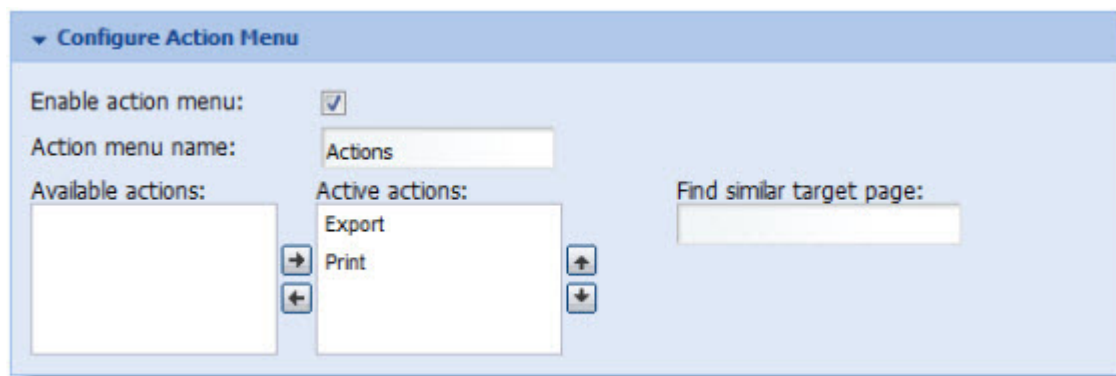 Configure Action Menu
Enable action menu:
Action menu name: Actions
Available actions: Active actions: Find similar target page:
Export
Print